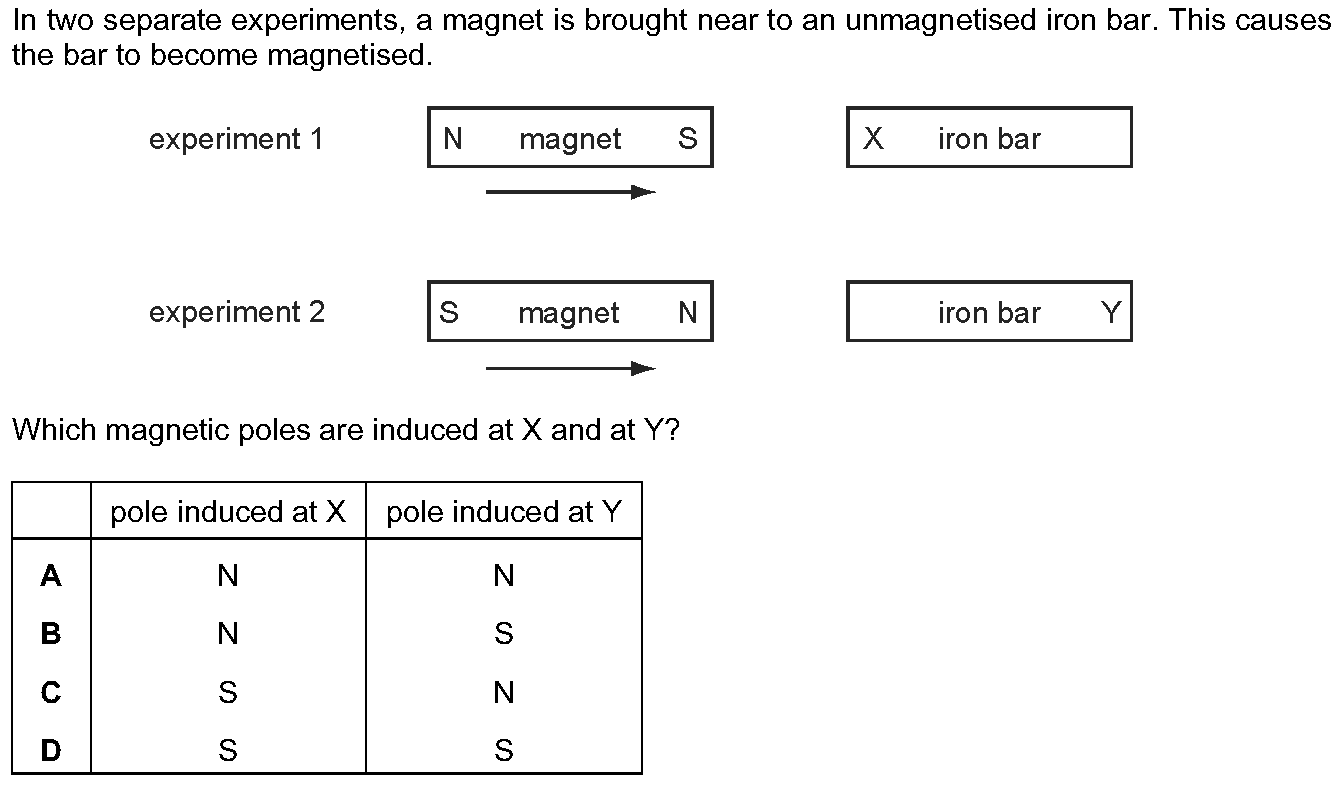 In two separate experiments, a magnet is brought near to an unmagnetised iron bar. This causes
the bar to become magnetised.
experiment 1 N magnet S X iron bar
experiment 2 S magnet N iron bar Y
Which magnetic poles are induced at X and at Y?
pole induced at X pole induced at Y
A N N
B N S
C S N
D S S